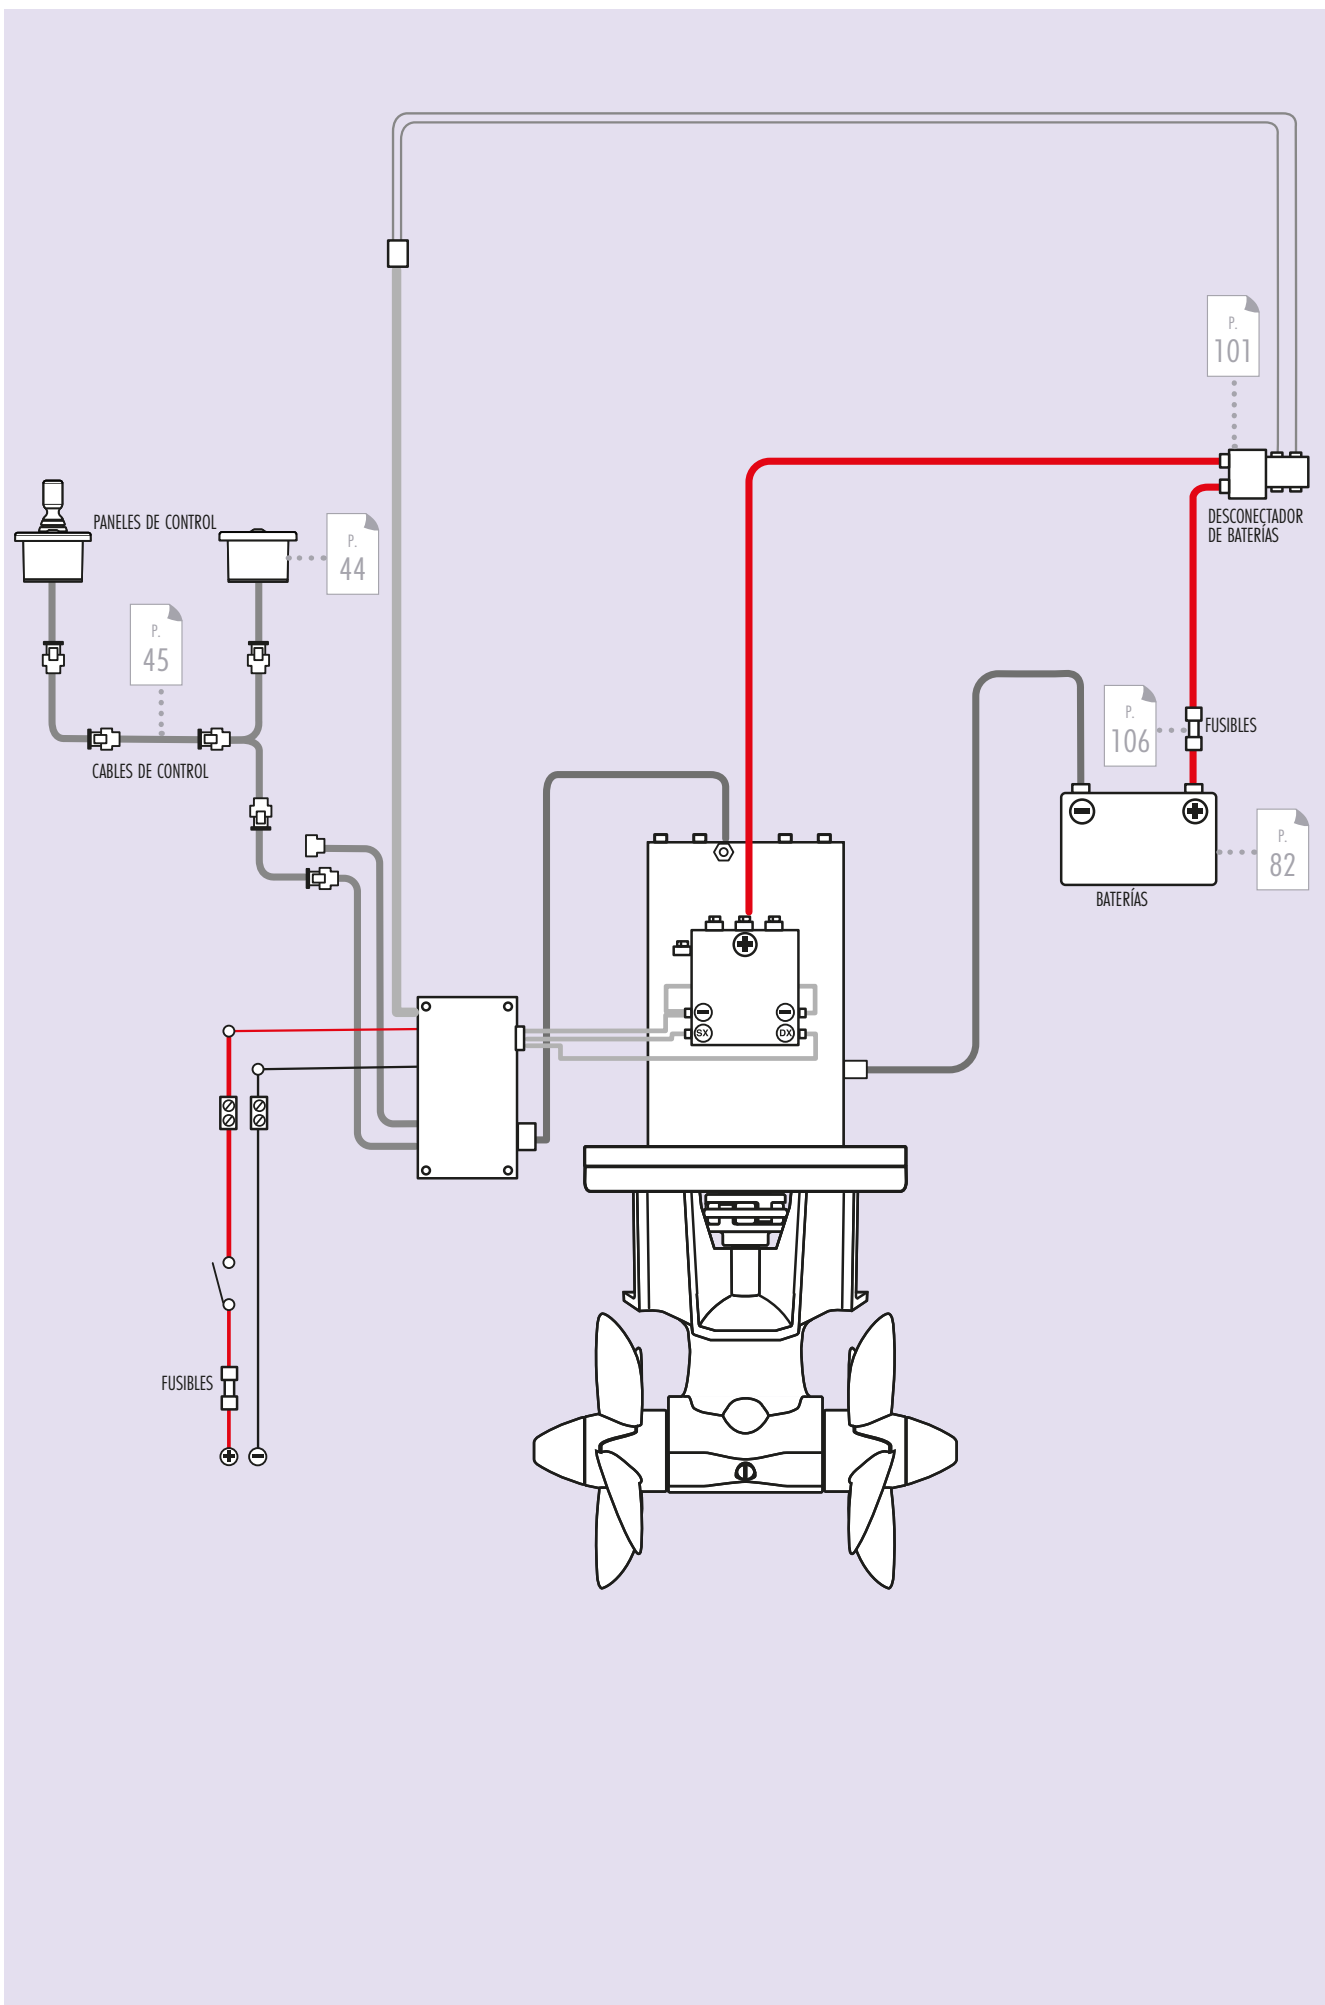 P.
101
PANELES DE CONTROL
DESCONECTADOR
DE BATERÍAS
P.
44
P.
45
P.
106
FUSIBLES
CABLES DE CONTROL
P.
82
BATERÍAS
SX
DX
FUSIBLES